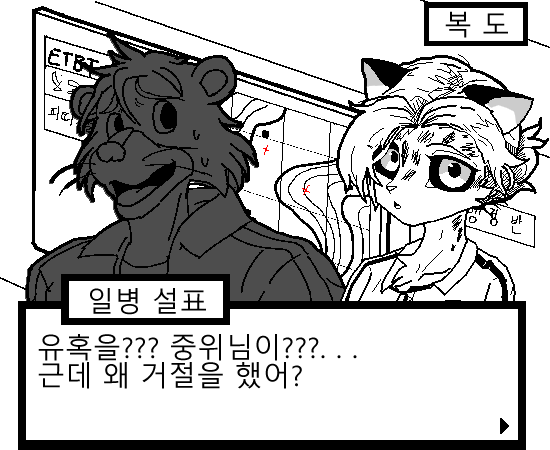 복 도
ETBT
일병 설표
유혹을??? 중위님이???. . .
근데 왜 거절을 했어?